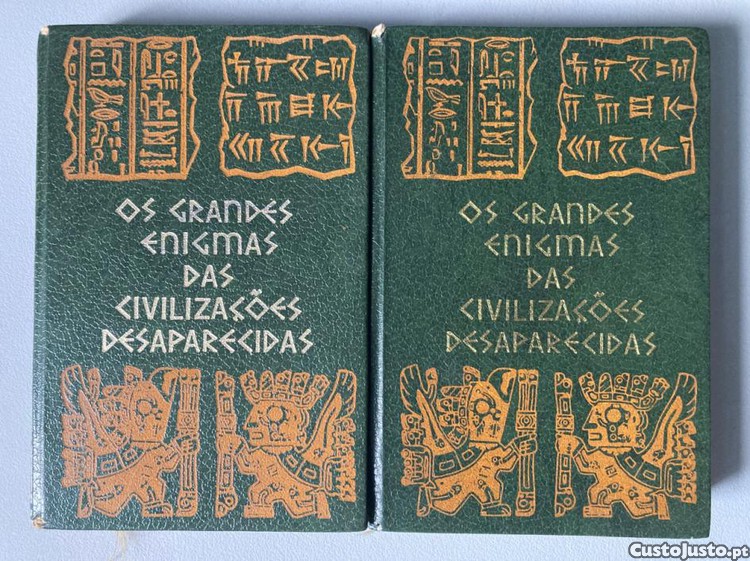 OS GRANDES
ENIGMAS
DAS
CIVILIZAÇÕES
DESAPARECIDAS
OS GRANDES
ENIGMAS
DAS
CIVILIZAÇÕES
DESAPARECIDAS
CustoJusto.pt